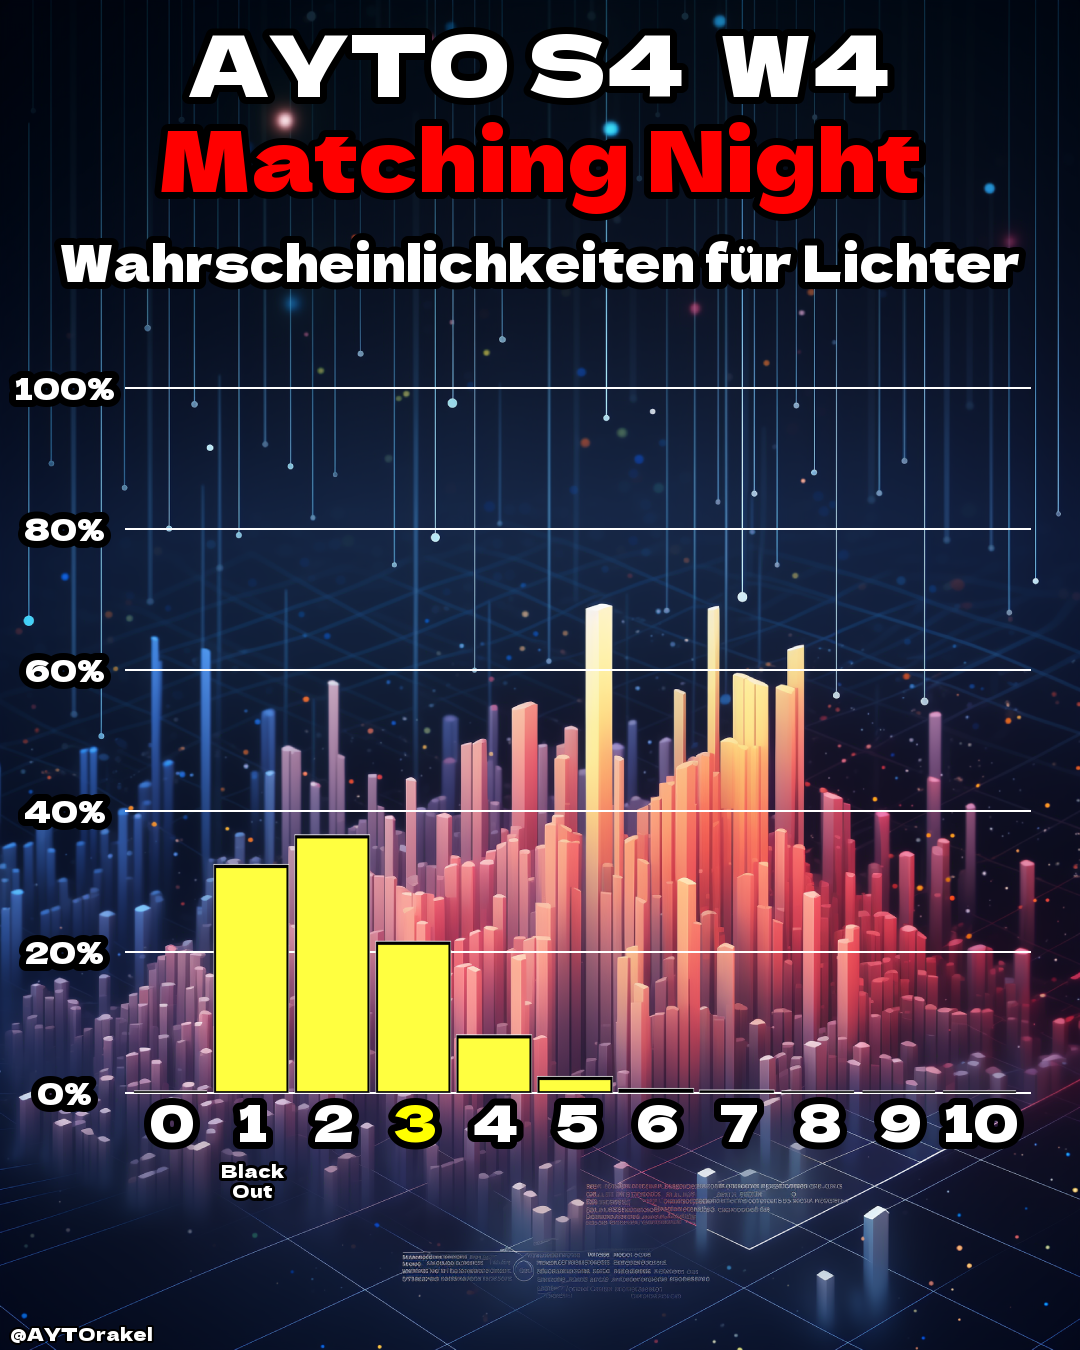 AYTO S4 W4
Matching Night
Wahrscheinlichkeiten für Lichter
100%
80%
60%
40%
20%
0%
0 1 2 3 4 5 6 7 8 9 10
Black
Out
@AYTOrakel